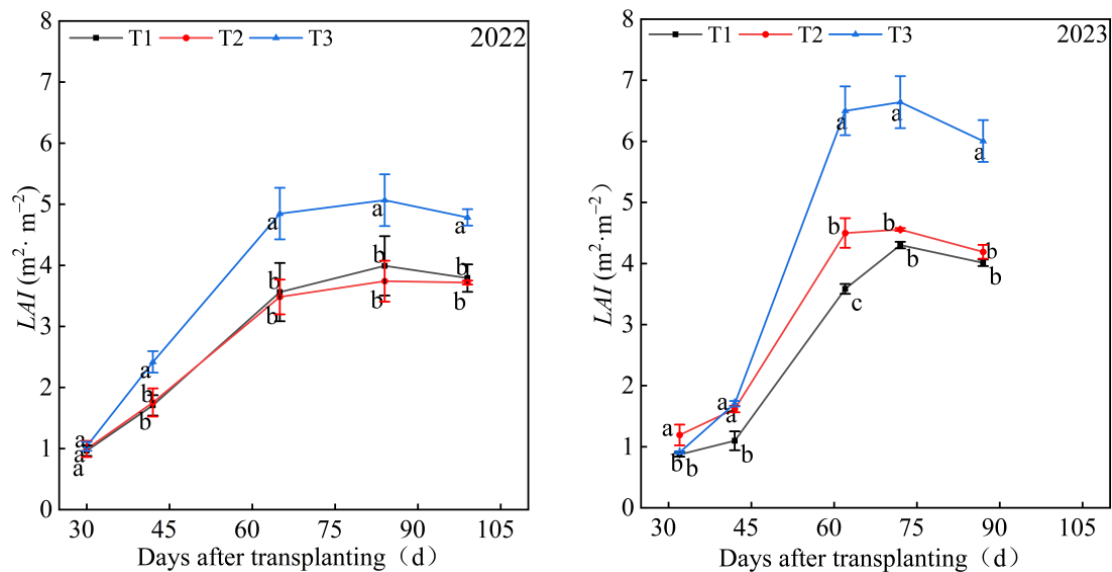 T1 T2 T3 2022
8
7
6
5
4
3
2
1
0
LAI (m²· m⁻²)
a
a
a
a
b
b
a
b
b
a
b
b
a
b
b
30 45 60 75 90 105
Days after transplanting（d）
T1 T2 T3 2023
8
7
6
5
4
3
2
1
0
LAI (m²· m⁻²）
a
b
b
a
a
b
a
b
c
a
b
b
a
b
b
30 45 60 75 90 105
Days after transplanting（d）